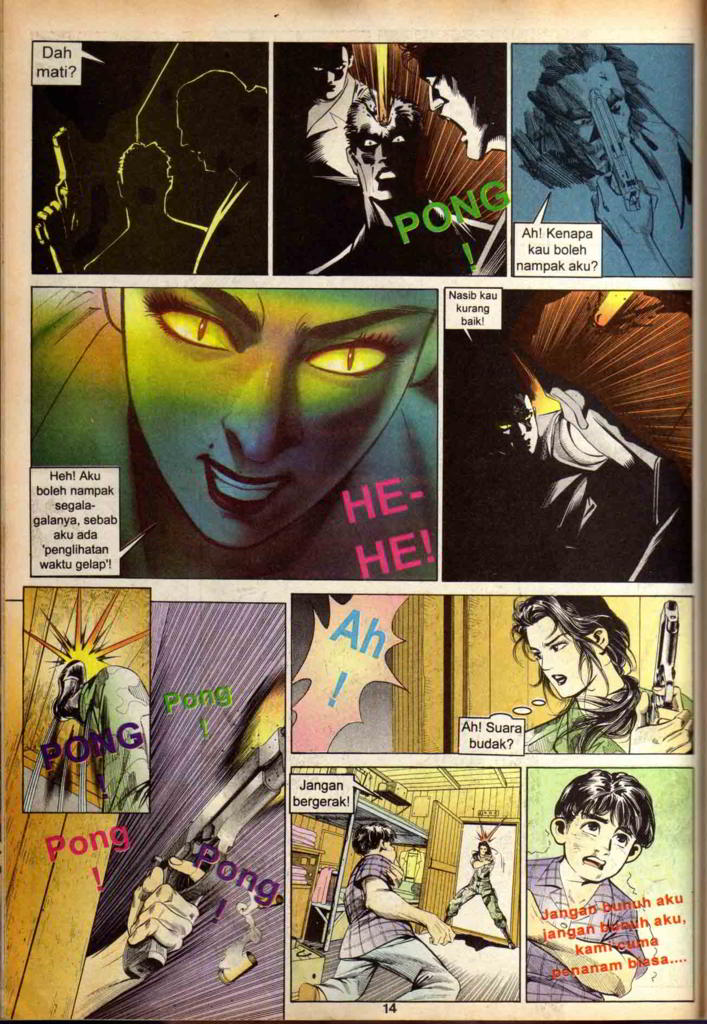 Dah
mati?
PONG
!
Ah! Kenapa
kau boleh
nampak aku?
Heh! Aku
boleh nampak
segala-
galanya, sebab
aku ada
'penglihatan
waktu gelap'!
HE-
HE!
Nasib kau
kurang
baik!
PONG
!
Pong
!
Pong
!
Pong
!
Ah
!
Ah! Suara
budak?
Jangan
bergerak!
Jangan bunuh aku
jangan bunuh aku,
kami cuma
penanam biasa....
14